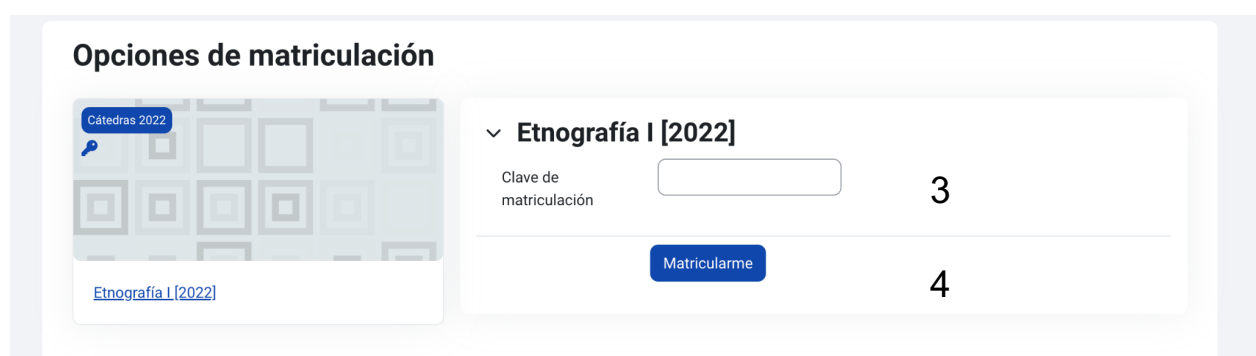 Opciones de matriculación
Cátedras 2022
Etnografía I [2022]
Etnografía I [2022]
Clave de
matriculación
3
Matricularme
4